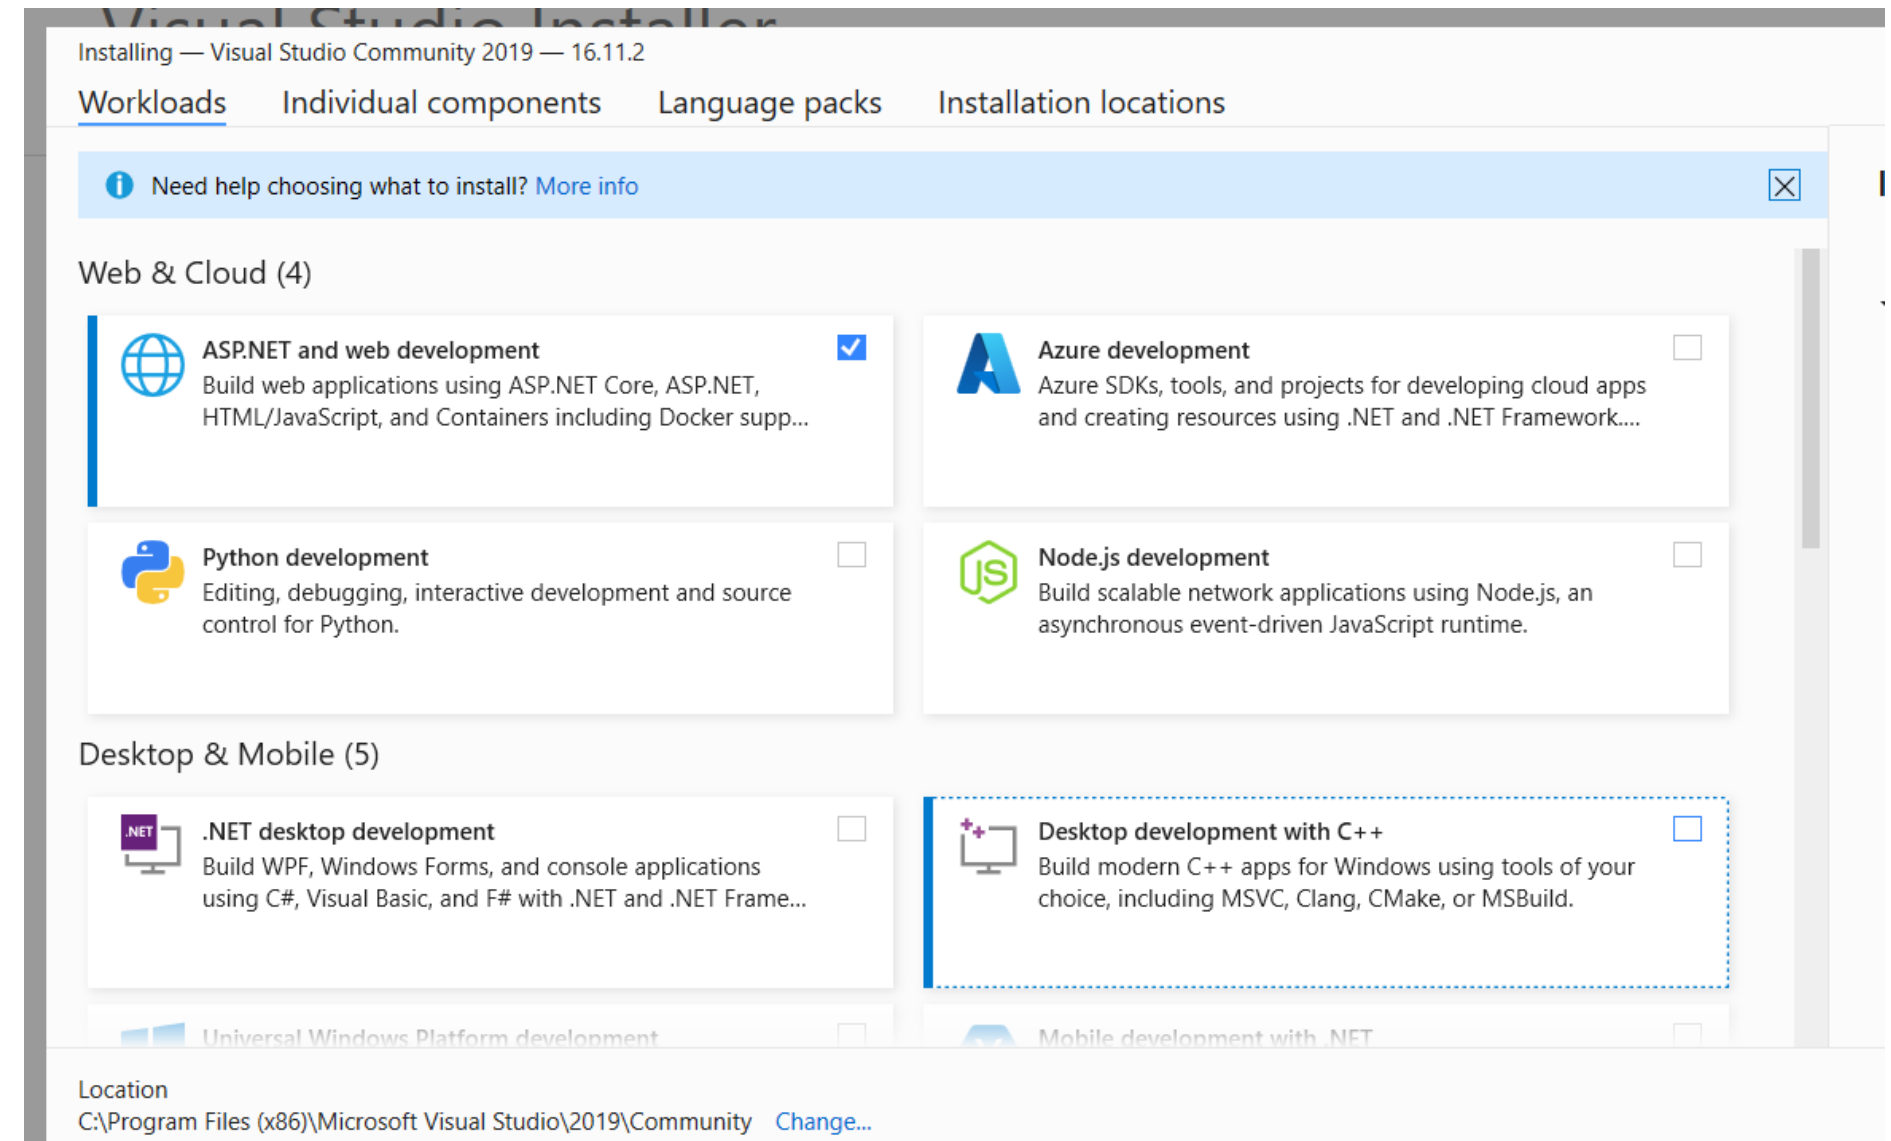 Visual Studio Installer
Installing — Visual Studio Community 2019 — 16.11.2
Workloads Individual components Language packs Installation locations
Need help choosing what to install? More info
Web & Cloud (4)
ASP.NET and web development
Build web applications using ASP.NET Core, ASP.NET,
HTML/JavaScript, and Containers including Docker supp...
Azure development
Azure SDKs, tools, and projects for developing cloud apps
and creating resources using .NET and .NET Framework....
Python development
Editing, debugging, interactive development and source
control for Python.
Node.js development
Build scalable network applications using Node.js, an
asynchronous event-driven JavaScript runtime.
Desktop & Mobile (5)
.NET
.NET desktop development
Build WPF, Windows Forms, and console applications
using C#, Visual Basic, and F# with .NET and .NET Frame...
Desktop development with C++
Build modern C++ apps for Windows using tools of your
choice, including MSVC, Clang, CMake, or MSBuild.
Universal Windows Platform development
Mobile development with .NET
Location
C:\Program Files (x86)\Microsoft Visual Studio\2019\Community Change...